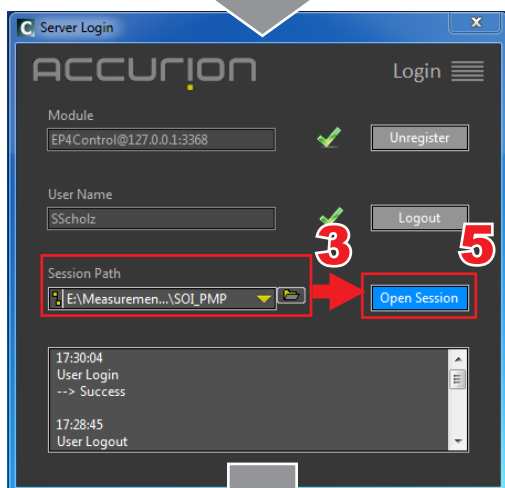 C Server Login x
accurion Login
Module
EP4Control@127.0.0.1:3368 Unregister
User Name
SScholz Logout
3 5
Session Path
E:\Measuremen...\SOI_PMP Open Session
17:30:04
User Login
--> Success
17:28:45
User Logout